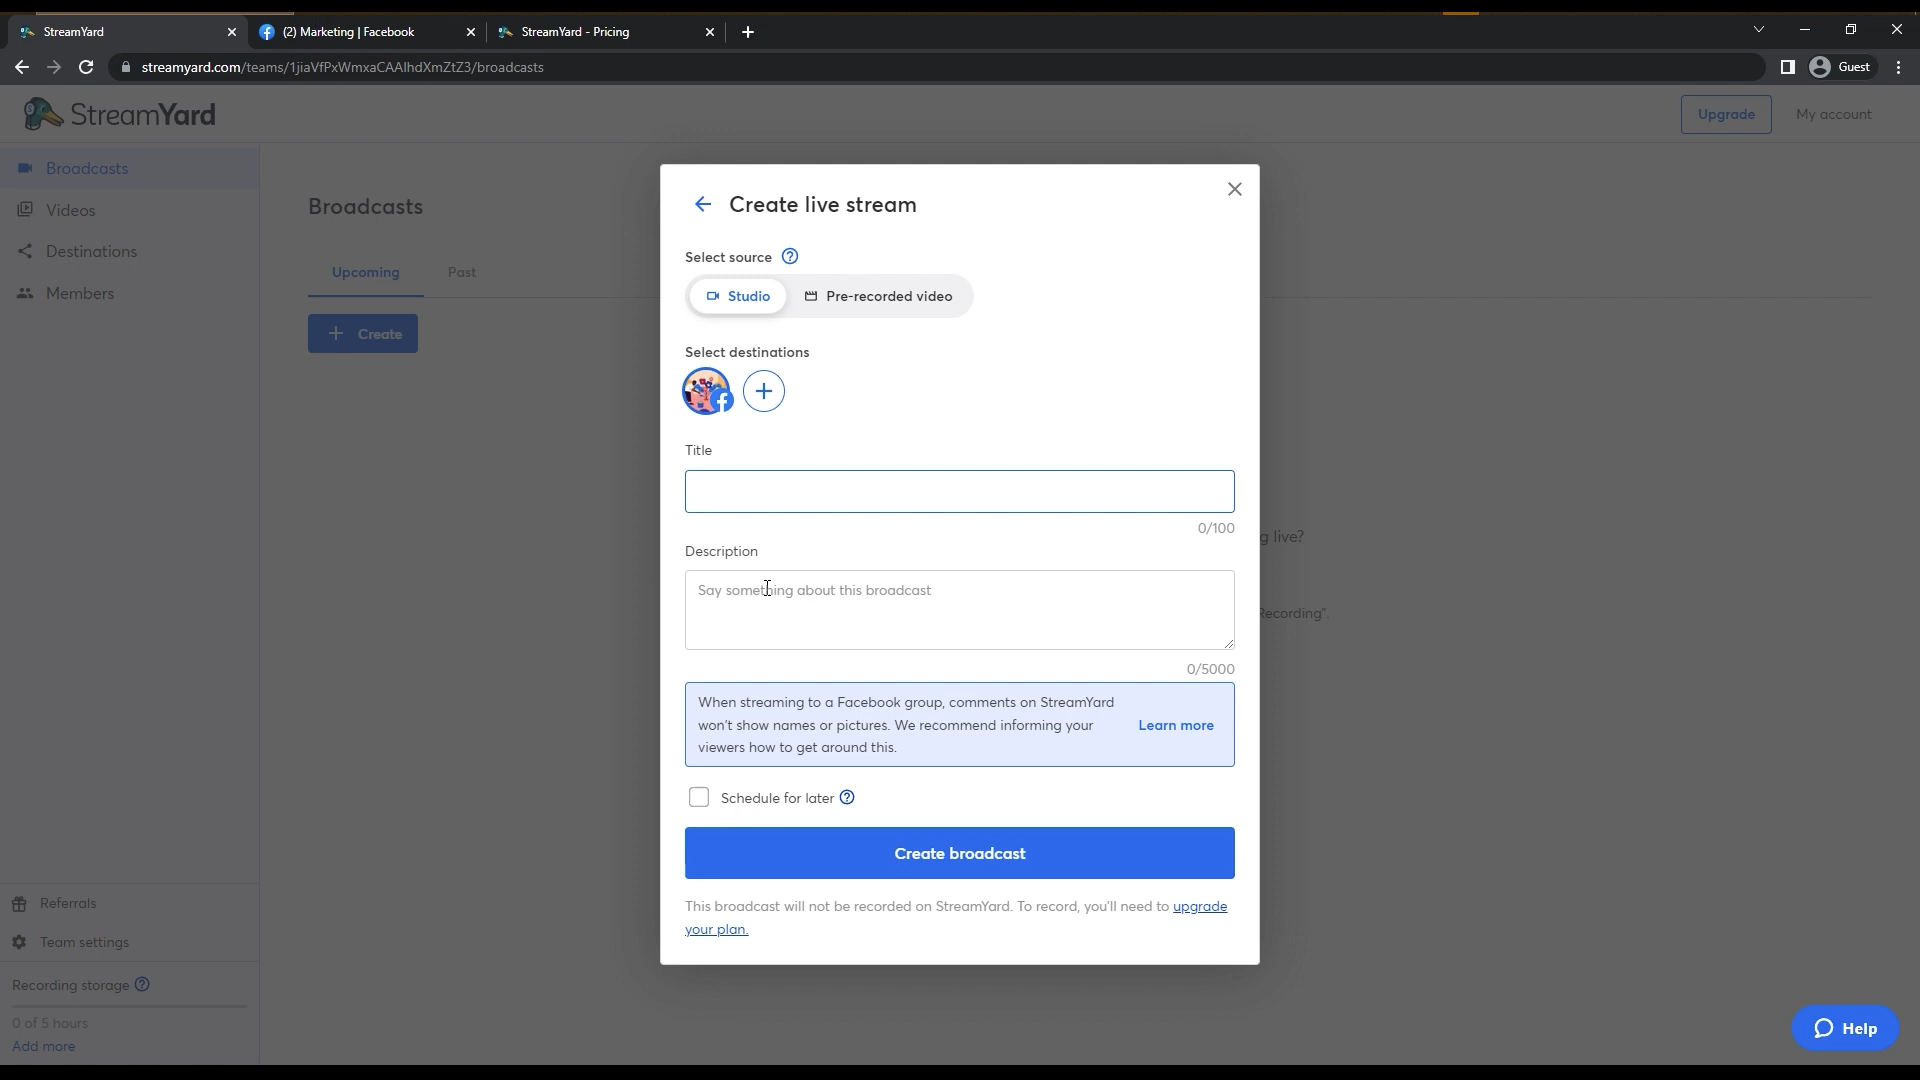 StreamYard
(2) Marketing | Facebook
StreamYard - Pricing
streamyard.com/teams/1jiaVfPxWmxaCAAlhdXmZtZ3/broadcasts
Guest
StreamYard
Upgrade
My account
Broadcasts
Videos
Destinations
Members
Broadcasts
Upcoming
Past
Create
Create live stream
Select source
Studio
Pre-recorded video
Select destinations
Title
0/100
Description
Say something about this broadcast
0/5000
When streaming to a Facebook group, comments on StreamYard
won't show names or pictures. We recommend informing your
viewers how to get around this.
Learn more
Schedule for later
Create broadcast
This broadcast will not be recorded on StreamYard. To record, you'll need to upgrade
your plan.
g live?
Recording".
Referrals
Team settings
Recording storage
0 of 5 hours
Add more
Help